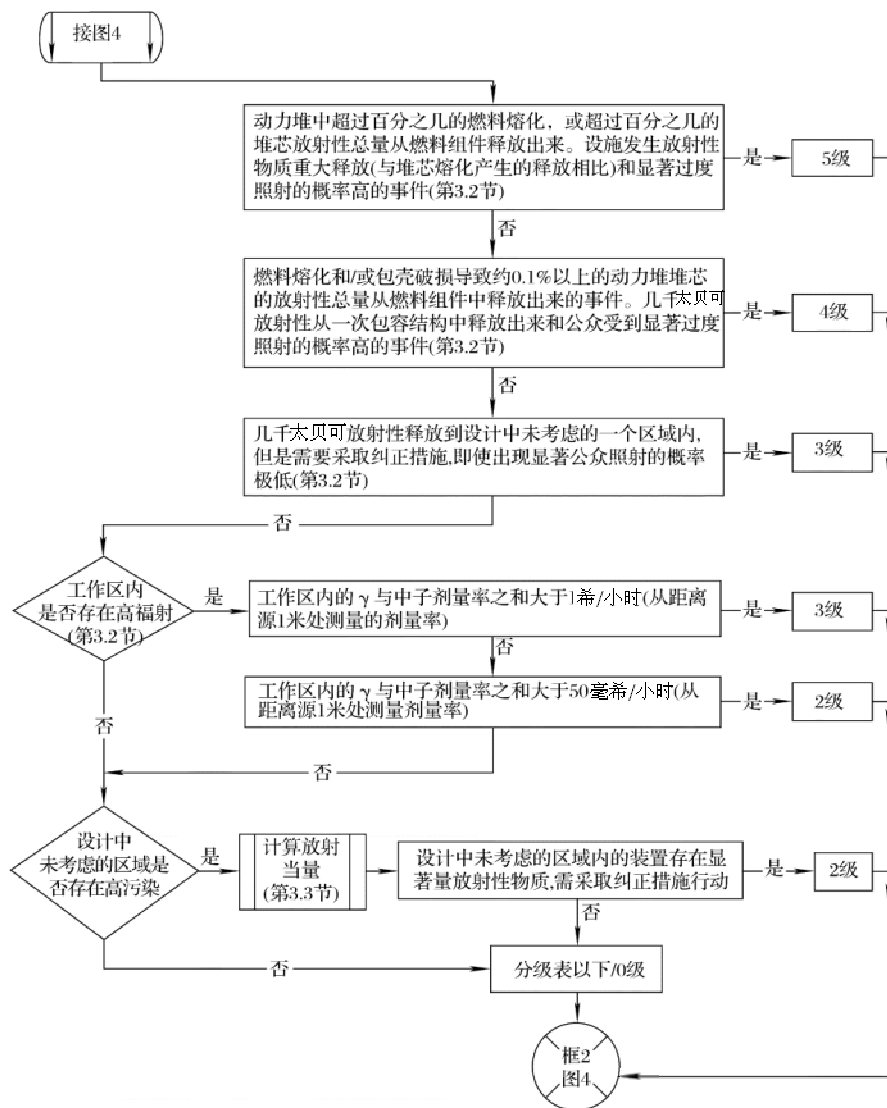 接图4
动力堆中超过百分之几的燃料熔化，或超过百分之几的
堆芯放射性总量从燃料组件释放出来。设施发生放射性
物质重大释放(与堆芯熔化产生的释放相比)和显著过度
照射的概率高的事件(第3.2节)
是
5级
否
燃料熔化和/或包壳破损导致约0.1%以上的动力堆堆芯
的放射性总量从燃料组件中释放出来的事件。几千太贝可
放射性从一次包容结构中释放出来和公众受到显著过度
照射的概率高的事件(第3.2节)
是
4级
否
几千太贝可放射性释放到设计中未考虑的一个区域内，
但是需要采取纠正措施,即使出现显著公众照射的概率
极低(第3.2节)
是
3级
否
工作区内
是否存在高辐射
(第3.2节)
是
工作区内的γ与中子剂量率之和大于1希/小时(从距离
源1米处测量的剂量率)
是
3级
否
工作区内的γ与中子剂量率之和大于50毫希/小时(从
距离源1米处测量剂量率)
是
2级
否
否
设计中
未考虑的区域是
否存在高污染
是
计算放射
当量
(第3.3节)
设计中未考虑的区域内的装置存在显
著量放射性物质,需采取纠正措施行动
是
2级
否
否
分级表以下/0级
框2
图4